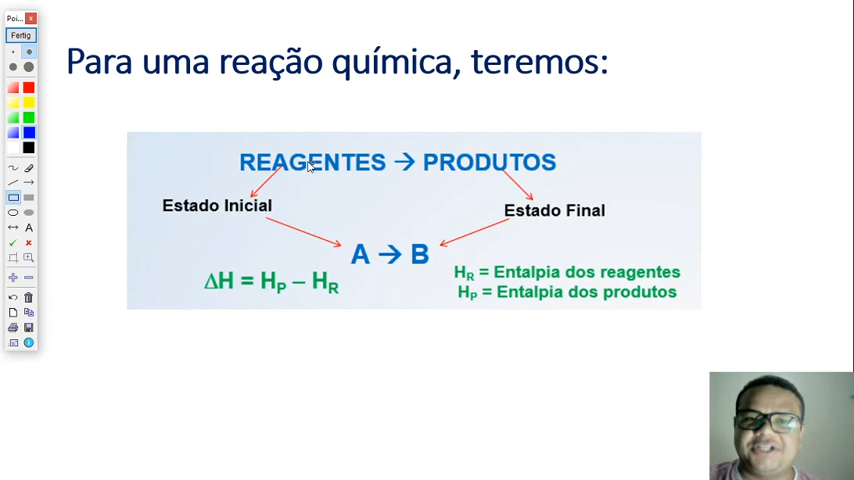 Poi...
Fertig
Para uma reação química, teremos:
REAGENTES → PRODUTOS
Estado Inicial
Estado Final
A → B
∆H = HP – HR
HR = Entalpia dos reagentes
HP = Entalpia dos produtos
A